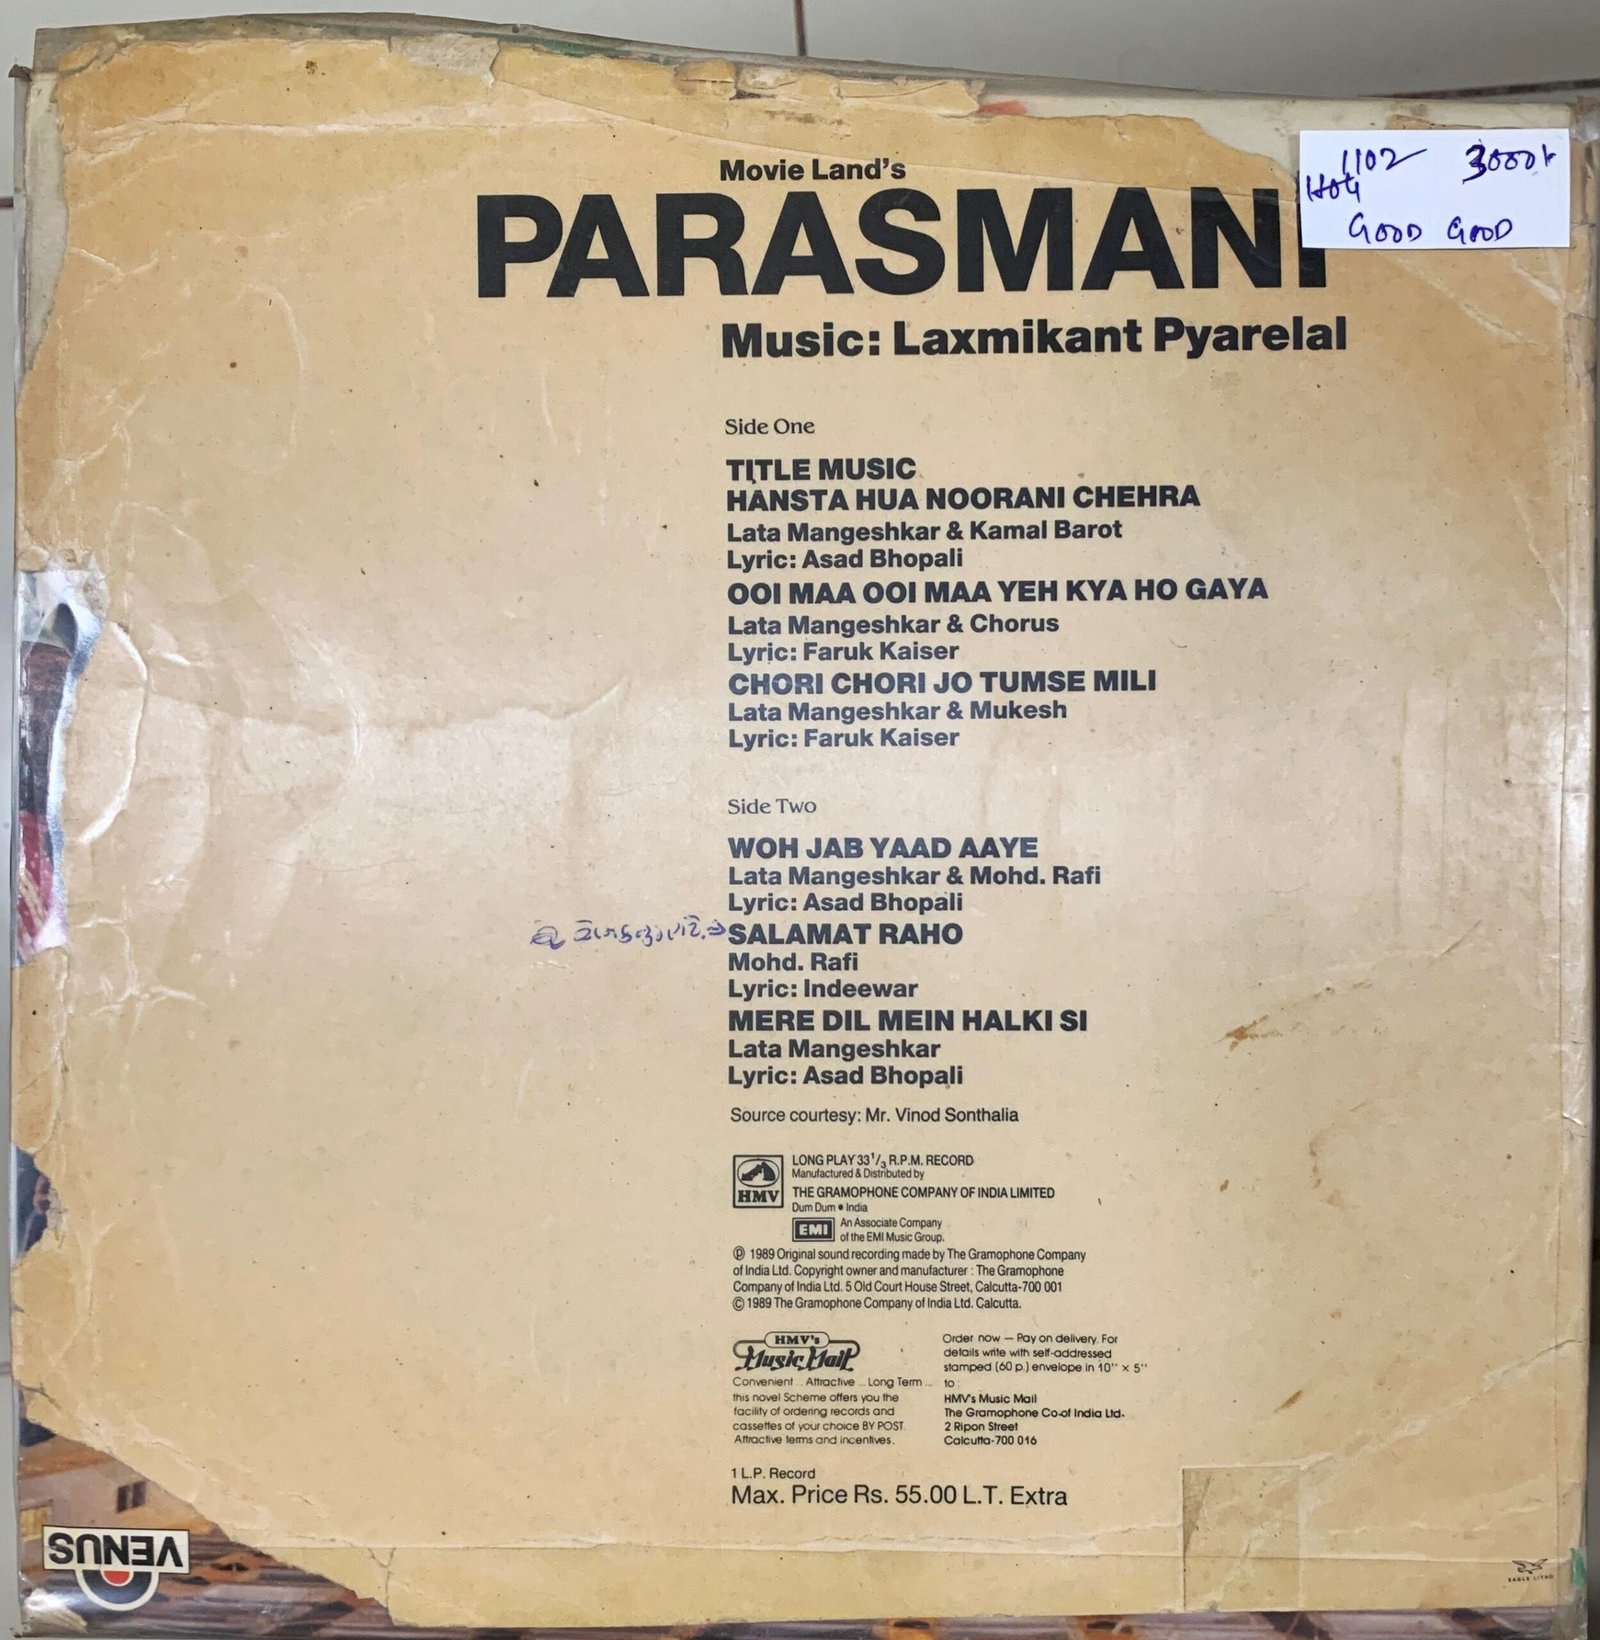 Movie Land's
PARASMANI
1102 3000/-
GOOD GOOD
Music: Laxmikant Pyarelal
Side One
TITLE MUSIC
HANSTA HUA NOORANI CHEHRA
Lata Mangeshkar & Kamal Barot
Lyric: Asad Bhopali
OOI MAA OOI MAA YEH KYA HO GAYA
Lata Mangeshkar & Chorus
Lyric: Faruk Kaiser
CHORI CHORI JO TUMSE MILI
Lata Mangeshkar & Mukesh
Lyric: Faruk Kaiser
Side Two
WOH JAB YAAD AAYE
Lata Mangeshkar & Mohd. Rafi
Lyric: Asad Bhopali
SALAMAT RAHO
Mohd. Rafi
Lyric: Indeewar
MERE DIL MEIN HALKI SI
Lata Mangeshkar
Lyric: Asad Bhopali
Source courtesy: Mr. Vinod Sonthalia
HMV
LONG PLAY 33 1/3 R.P.M. RECORD
Manufactured & Distributed by
THE GRAMOPHONE COMPANY OF INDIA LIMITED
Dum Dum • India
EMI
An Associate Company
of the EMI Music Group.
℗ 1989 Original sound recording made by The Gramophone Company
of India Ltd. Copyright owner and manufacturer : The Gramophone
Company of India Ltd. 5 Old Court House Street, Calcutta-700 001
© 1989 The Gramophone Company of India Ltd. Calcutta.
HMV's
Music Mail
Convenient ... Attractive ... Long Term ...
this novel Scheme offers you the
facility of ordering records and
cassettes of your choice BY POST.
Attractive terms and incentives.
Order now — Pay on delivery. For
details write with self-addressed
stamped (60 p.) envelope in 10" × 5"
to :
HMV's Music Mail
The Gramophone Co. of India Ltd.
2 Ripon Street
Calcutta-700 016
1 L.P. Record
Max. Price Rs. 55.00 L.T. Extra
VENUS
EAGLE LITHO